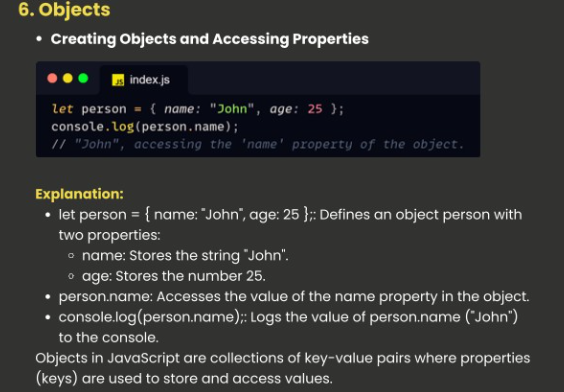 6. Objects
• Creating Objects and Accessing Properties
JS index.js
let person = { name: "John", age: 25 };
console.log(person.name);
// "John", accessing the 'name' property of the object.
Explanation:
• let person = { name: "John", age: 25 };: Defines an object person with
two properties:
◦ name: Stores the string "John".
◦ age: Stores the number 25.
• person.name: Accesses the value of the name property in the object.
• console.log(person.name);: Logs the value of person.name ("John")
to the console.
Objects in JavaScript are collections of key-value pairs where properties
(keys) are used to store and access values.